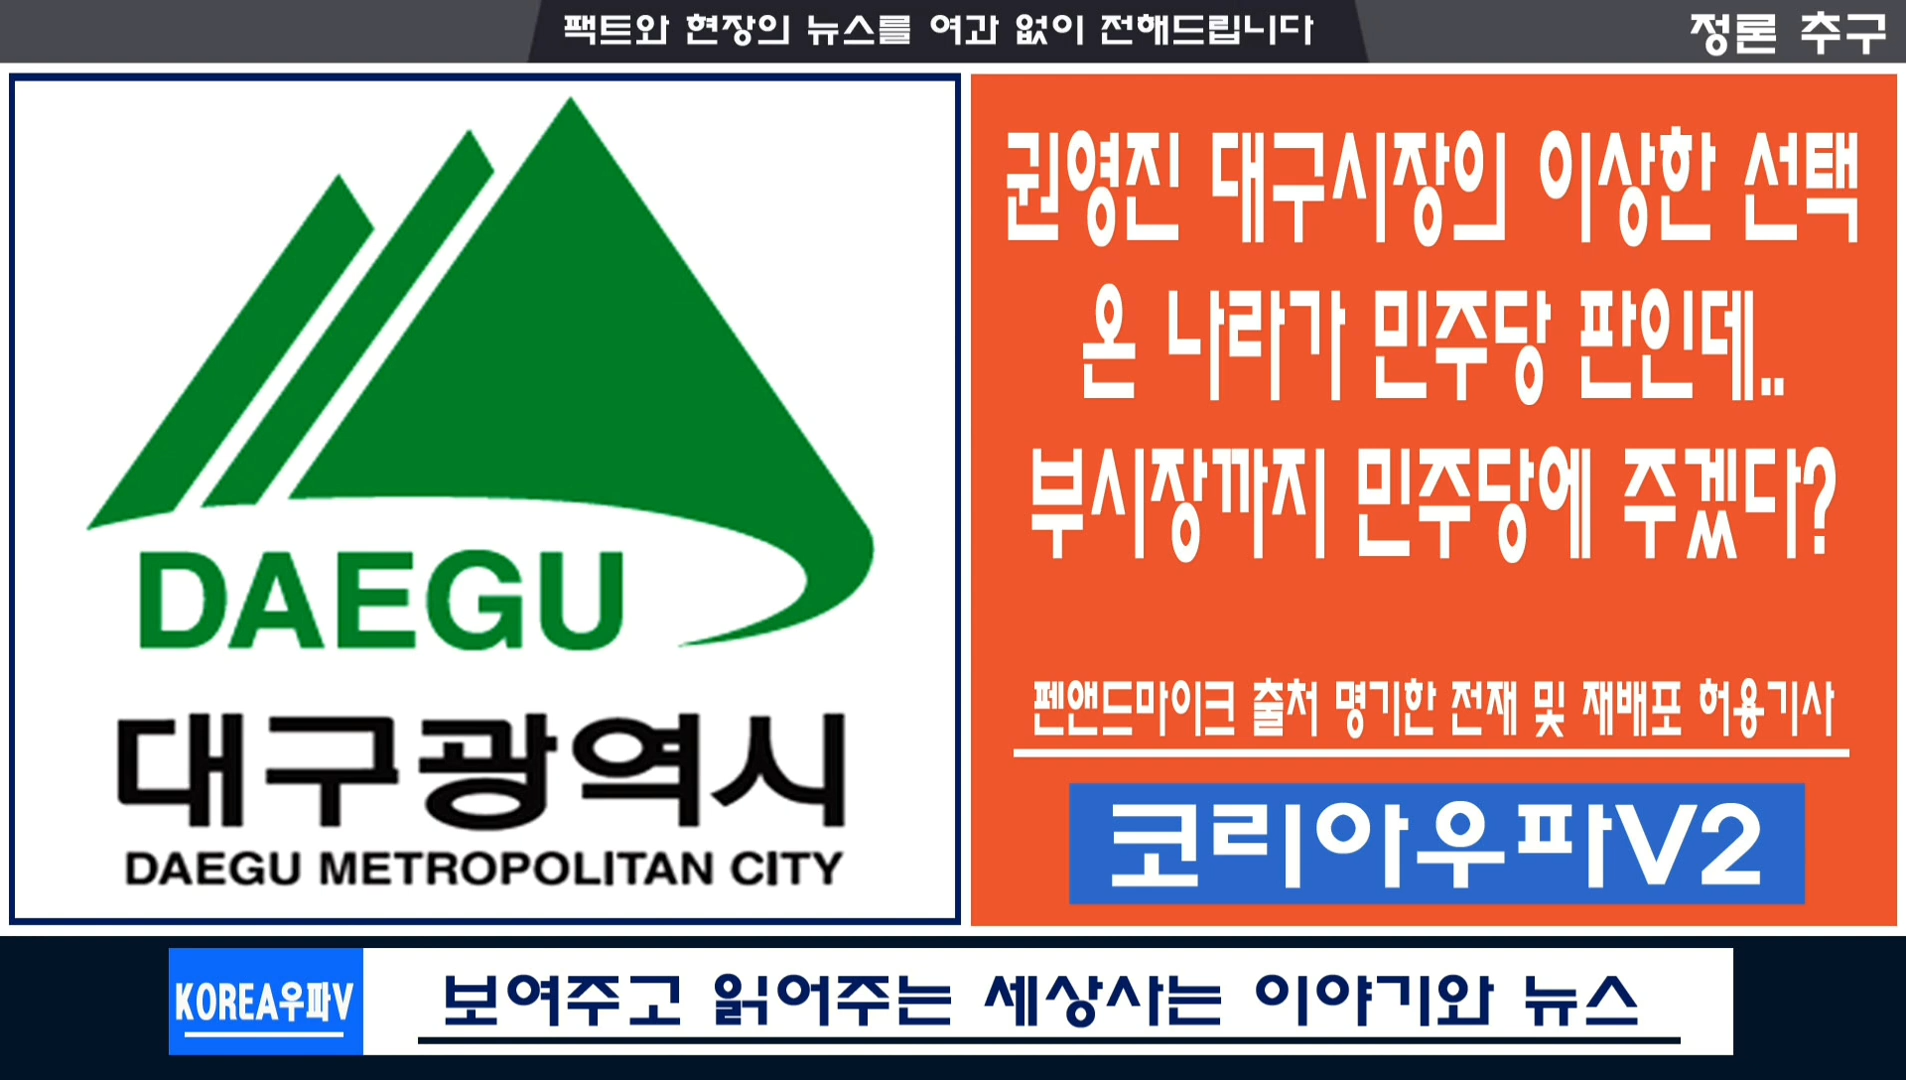 팩트와 현장의 뉴스를 여과 없이 전해드립니다
정론 추구
DAEGU
대구광역시
DAEGU METROPOLITAN CITY
권영진 대구시장의 이상한 선택
온 나라가 민주당 판인데..
부시장까지 민주당에 주겠다?
펜앤드마이크 출처 명기한 전재 및 재배포 허용기사
코리아우파V2
KOREA우파V
보여주고 읽어주는 세상사는 이야기와 뉴스